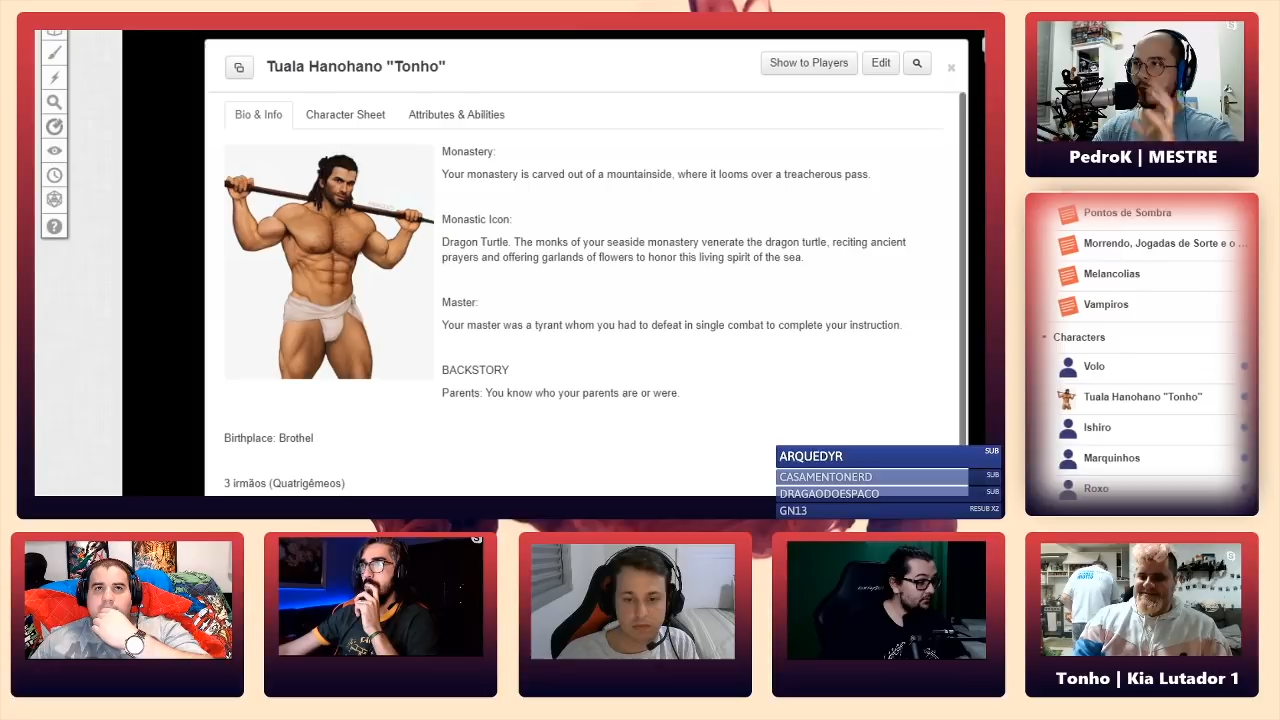 Tuala Hanohano "Tonho"
Show to Players
Edit
Bio & Info
Character Sheet
Attributes & Abilities
Monastery:
Your monastery is carved out of a mountainside, where it looms over a treacherous pass.
Monastic Icon:
Dragon Turtle. The monks of your seaside monastery venerate the dragon turtle, reciting ancient
prayers and offering garlands of flowers to honor this living spirit of the sea.
Master:
Your master was a tyrant whom you had to defeat in single combat to complete your instruction.
BACKSTORY
Parents: You know who your parents are or were.
Birthplace: Brothel
3 irmãos (Quatrigêmeos)
ARQUEDYR SUB
CASAMENTONERD SUB
DRAGAODOESPACO SUB
GN13 RESUB X2
PedroK | MESTRE
Pontos de Sombra
Morrendo, Jogadas de Sorte e o ...
Melancolias
Vampiros
Characters
Volo
Tuala Hanohano "Tonho"
Ishiro
Marquinhos
Roxo
Tonho | Kia Lutador 1